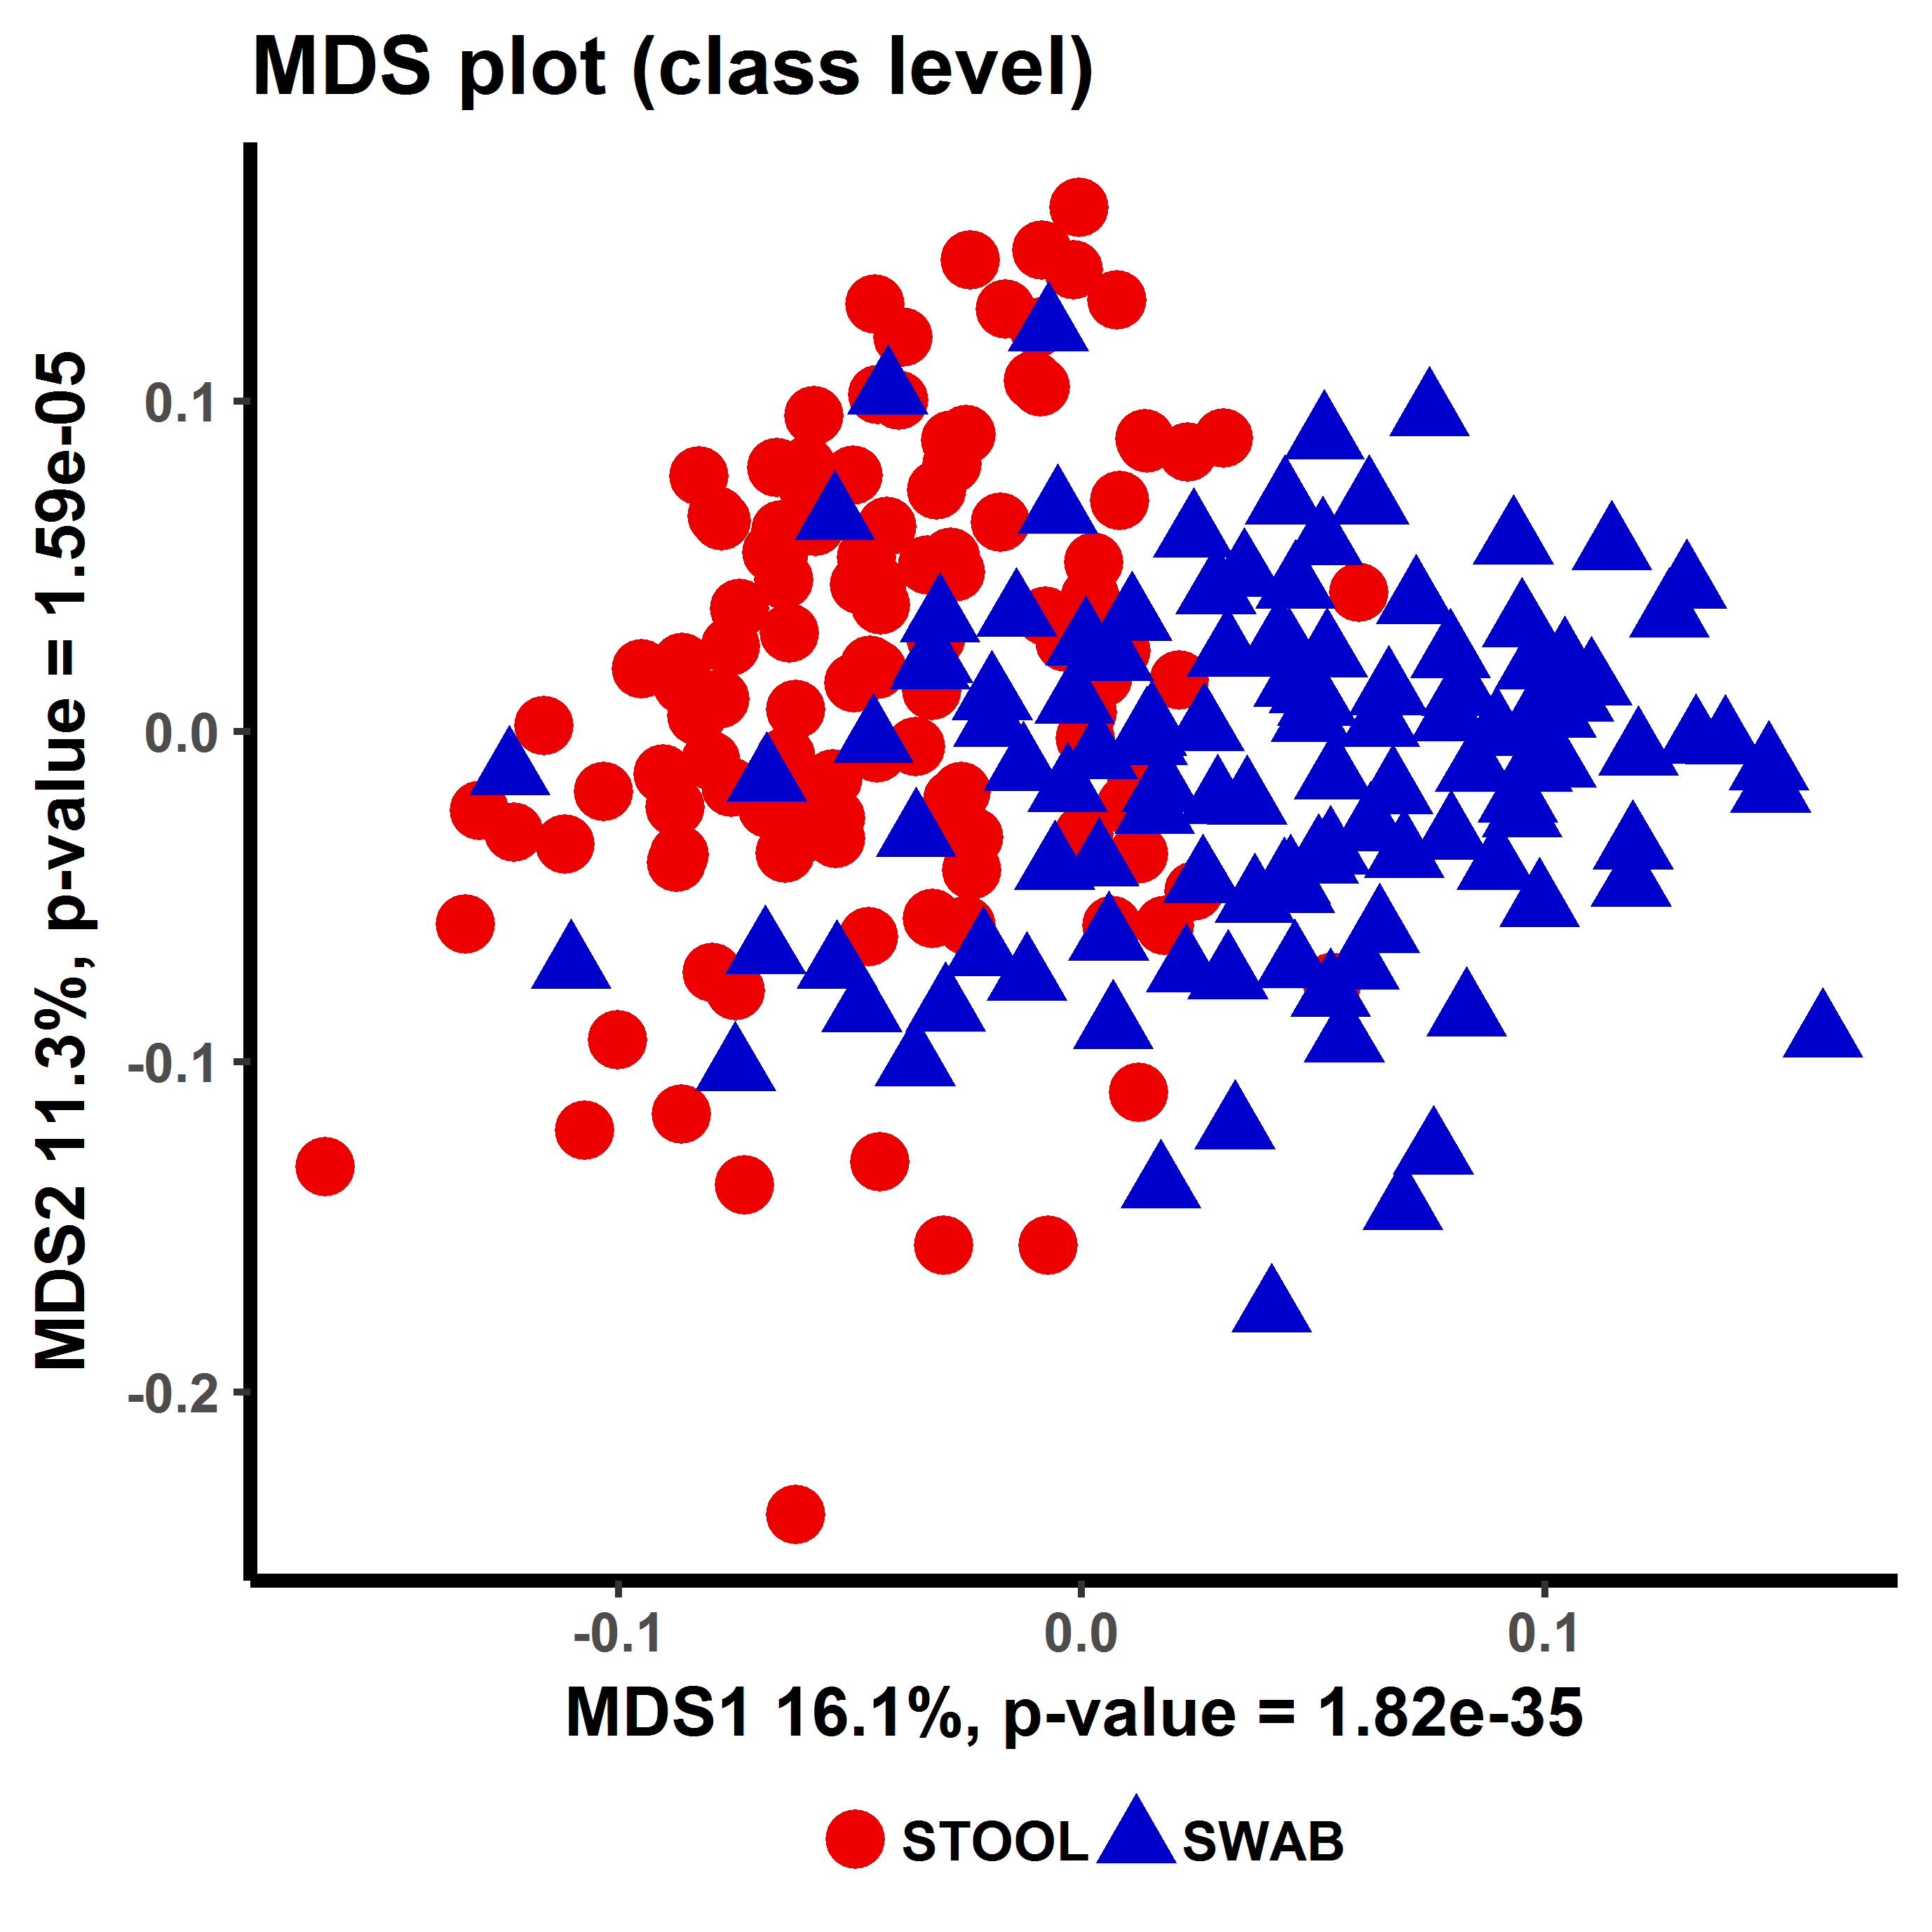 MDS plot (class level)
MDS2 11.3%, p-value = 1.59e-05
0.1
0.0
-0.1
-0.2
-0.1 0.0 0.1
MDS1 16.1%, p-value = 1.82e-35
STOOL SWAB